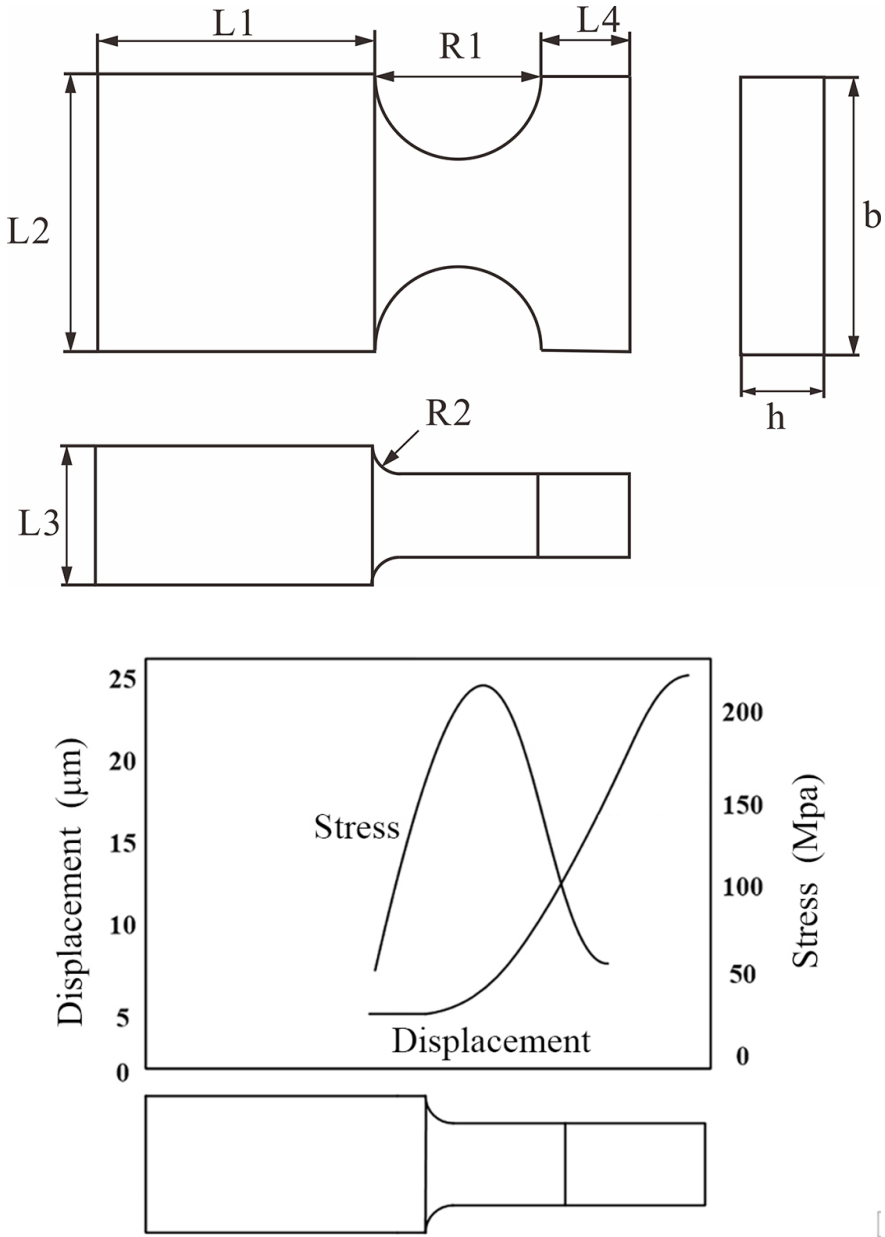 L1
R1
L4
L2
b
h
R2
L3
25
20
15
10
5
0
Displacement (μm)
Stress
Displacement
200
150
100
50
0
Stress (Mpa)